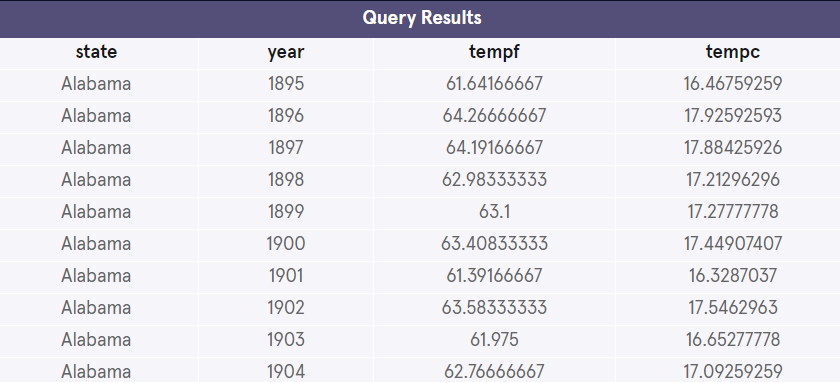 Query Results
state year tempf tempc
Alabama 1895 61.64166667 16.46759259
Alabama 1896 64.26666667 17.92592593
Alabama 1897 64.19166667 17.88425926
Alabama 1898 62.98333333 17.21296296
Alabama 1899 63.1 17.27777778
Alabama 1900 63.40833333 17.44907407
Alabama 1901 61.39166667 16.3287037
Alabama 1902 63.58333333 17.5462963
Alabama 1903 61.975 16.65277778
Alabama 1904 62.76666667 17.09259259